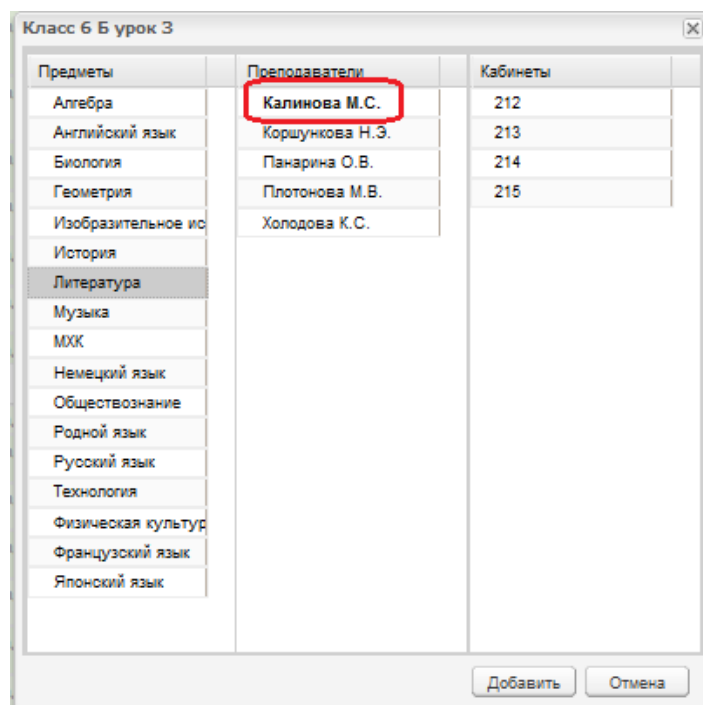 Класс 6 Б урок 3
Предметы
Алгебра
Английский язык
Биология
Геометрия
Изобразительное ис
История
Литература
Музыка
МХК
Немецкий язык
Обществознание
Родной язык
Русский язык
Технология
Физическая культур
Французский язык
Японский язык
Преподаватели
Калинова М.С.
Коршункова Н.Э.
Панарина О.В.
Плотонова М.В.
Холодова К.С.
Кабинеты
212
213
214
215
Добавить
Отмена